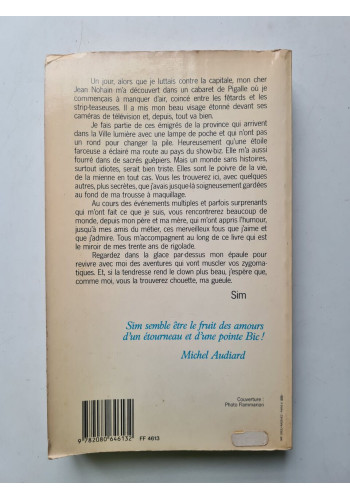 Un jour, alors que je luttais contre la capitale, mon cher
Jean Nohain m'a découvert dans un cabaret de Pigalle où je
commençais à manquer d'air, coincé entre les fêtards et les
strip-teaseuses. Il a mis mon beau visage étonné devant ses
caméras de télévision et, depuis, tout va bien.
Je fais partie de ces émigrés de la province qui arrivent
dans la Ville lumière avec une lampe de poche et qui n'ont pas
un rond pour changer la pile. Heureusement qu'une étoile
farceuse a éclairé ma route au pays du show-biz. Elle m'a aussi
fourré dans de sacrés guêpiers. Mais un monde sans histoires,
surtout idiotes, serait bien triste. Elles sont le poivre de la vie,
de la mienne en tout cas. Vous les trouverez ici, avec quelques
autres, plus secrètes, que j'avais jusque-là soigneusement gardées
au fond de ma trousse à maquillage.
Au cours des événements multiples et parfois surprenants
qui m'ont fait ce que je suis, vous rencontrerez beaucoup de
monde, depuis mon père et ma mère, qui m'ont appris l'humour,
jusqu'à mes amis du métier, ces merveilleux fous que j'aime et
que j'admire. Tous m'accompagnent au long de ce livre qui est
le miroir de mes trente ans de rigolade.
Regardez dans la glace par-dessus mon épaule pour
revivre avec moi des aventures qui vont muscler vos zygoma-
tiques. Et, si la tendresse rend le clown plus beau, j'espère que,
comme moi, vous la trouverez chouette, ma gueule.
Sim
Sim semble être le fruit des amours
d'un étourneau et d'une pointe Bic !
Michel Audiard
Couverture :
Photo Flammarion
9 782080 646132
FF 4613